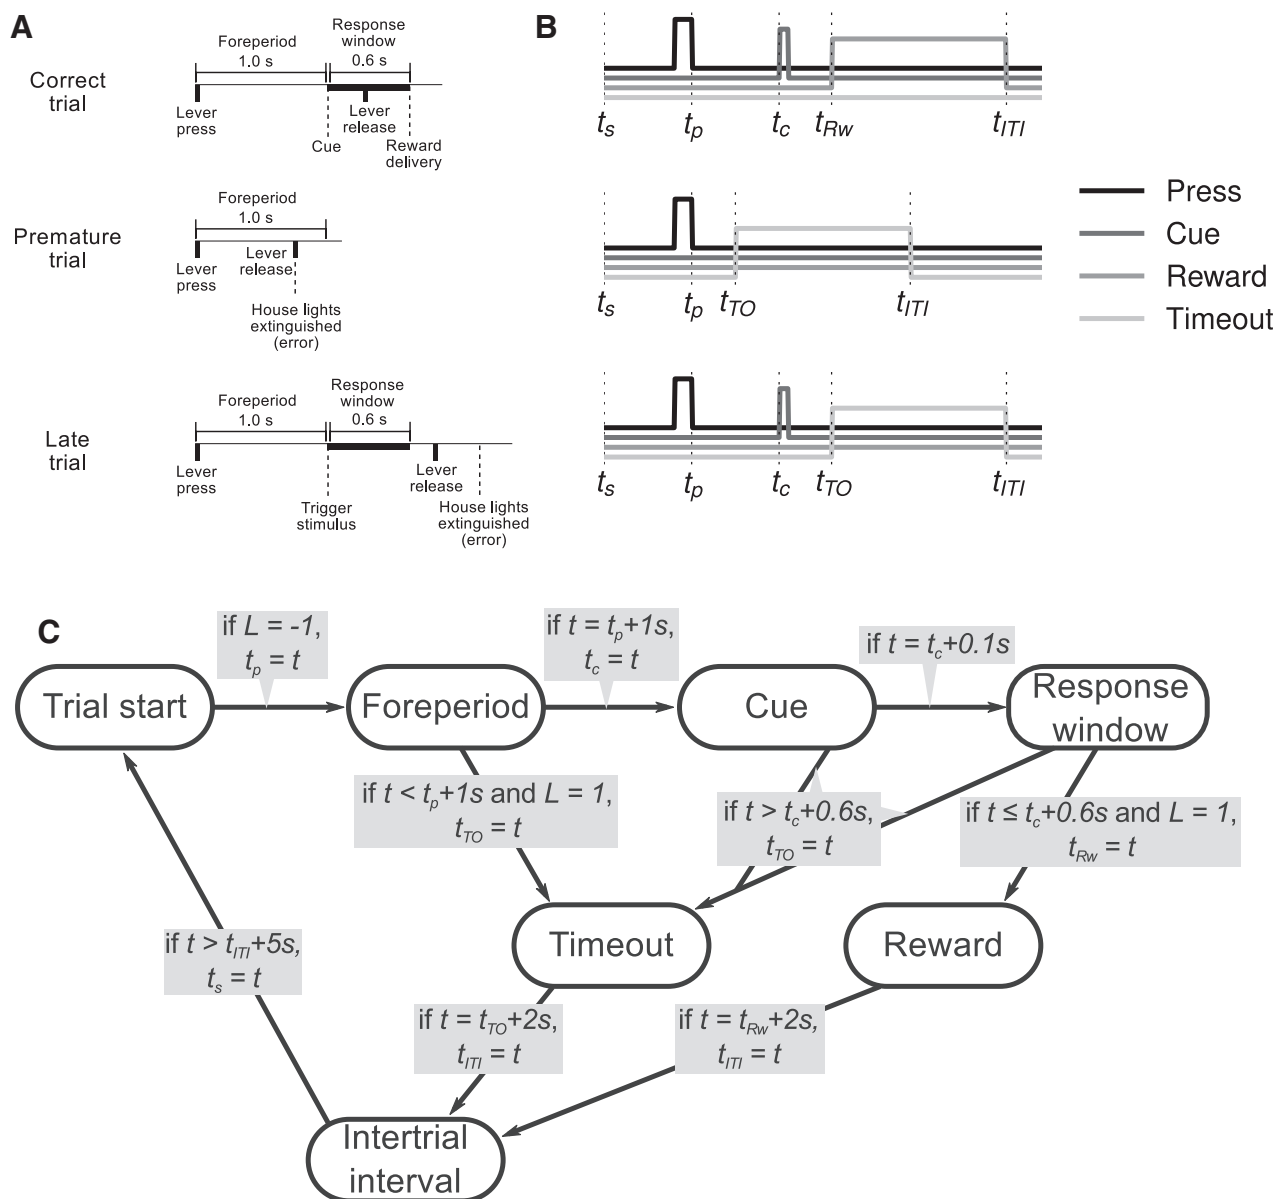 A
Correct
trial
Foreperiod
1.0 s
Response
window
0.6 s
Lever
press
Cue
Lever
release
Reward
delivery
Premature
trial
Foreperiod
1.0 s
Lever
press
Lever
release
House lights
extinguished
(error)
Late
trial
Foreperiod
1.0 s
Response
window
0.6 s
Lever
press
Trigger
stimulus
Lever
release
House lights
extinguished
(error)
B
t_s t_p t_c t_Rw t_ITI
t_s t_p t_TO t_ITI
t_s t_p t_c t_TO t_ITI
Press
Cue
Reward
Timeout
C
Trial start
if L = -1,
t_p = t
Foreperiod
if t = t_p+1s,
t_c = t
Cue
if t = t_c+0.1s
Response
window
if t < t_p+1s and L = 1,
t_TO = t
if t > t_c+0.6s,
t_TO = t
if t ≤ t_c+0.6s and L = 1,
t_Rw = t
Timeout
Reward
if t > t_ITI+5s,
t_s = t
if t = t_TO+2s,
t_ITI = t
if t = t_Rw+2s,
t_ITI = t
Intertrial
interval